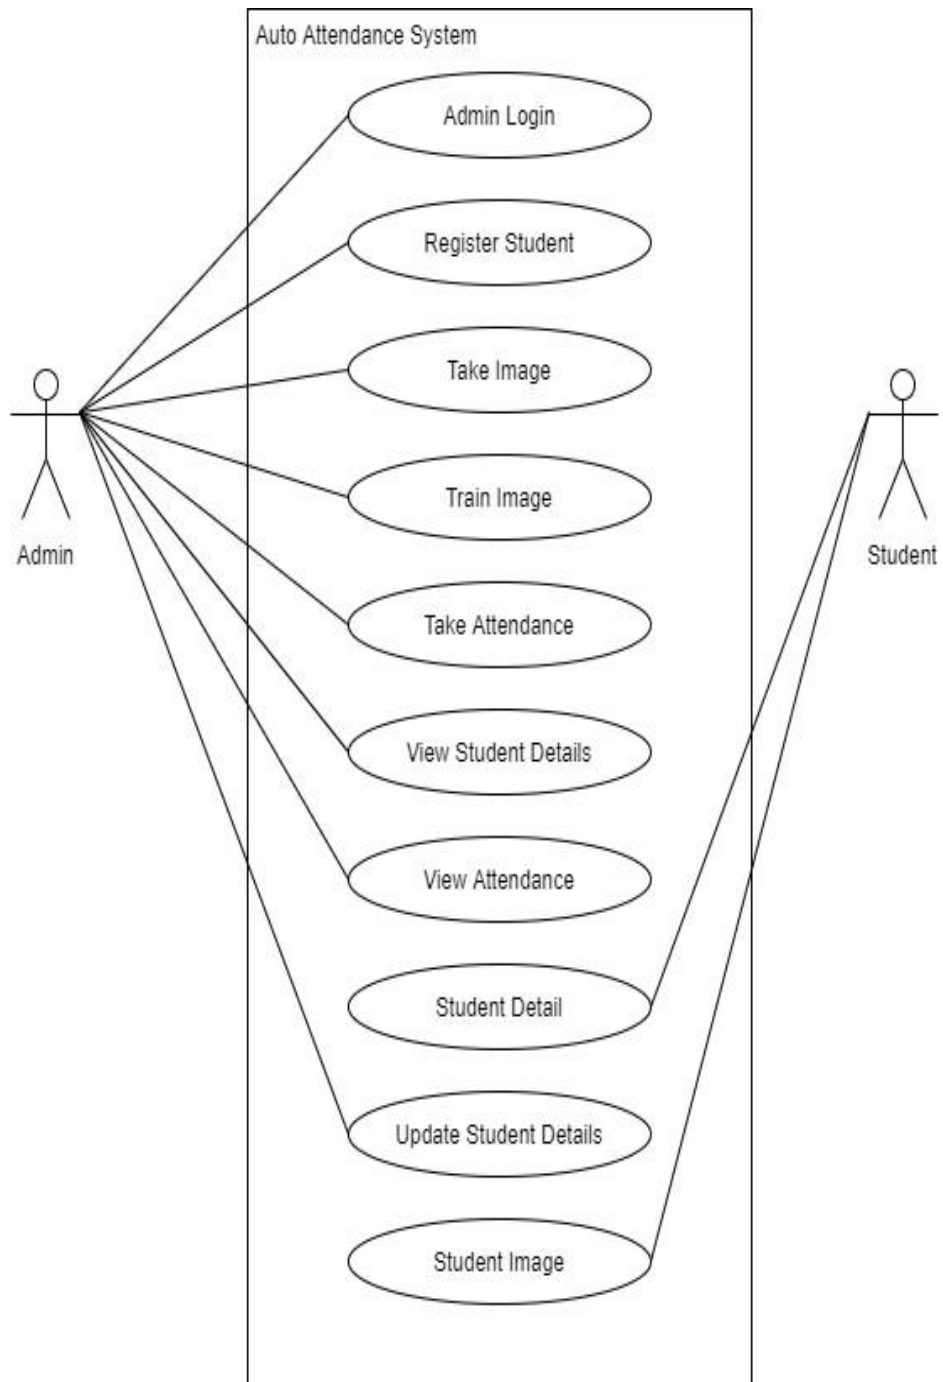 Auto Attendance System
Admin Login
Register Student
Take Image
Train Image
Admin
Student
Take Attendance
View Student Details
View Attendance
Student Detail
Update Student Details
Student Image